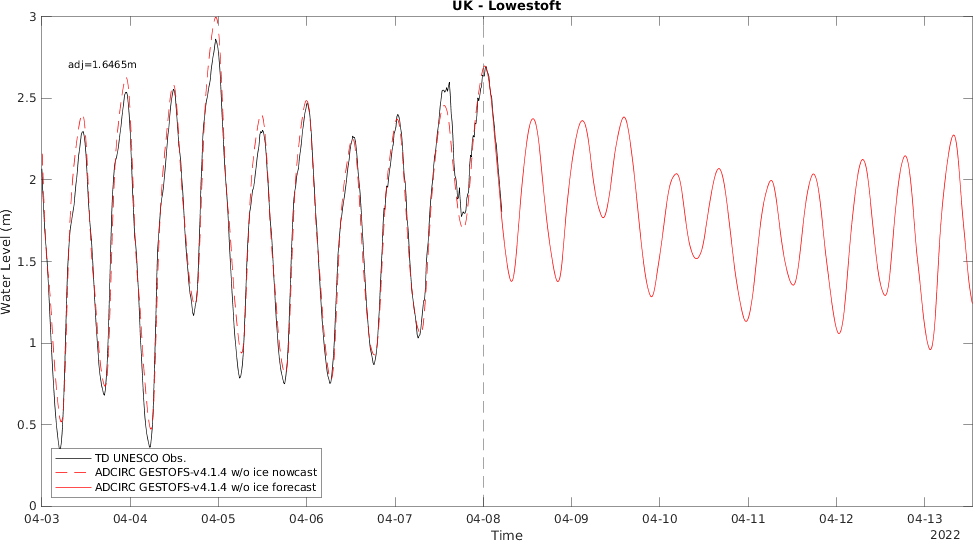 UK - Lowestoft
adj=1.6465m
3
2.5
2
1.5
1
0.5
0
Water Level (m)
TD UNESCO Obs.
ADCIRC GESTOFS-v4.1.4 w/o ice nowcast
ADCIRC GESTOFS-v4.1.4 w/o ice forecast
04-03 04-04 04-05 04-06 04-07 04-08 04-09 04-10 04-11 04-12 04-13
Time
2022